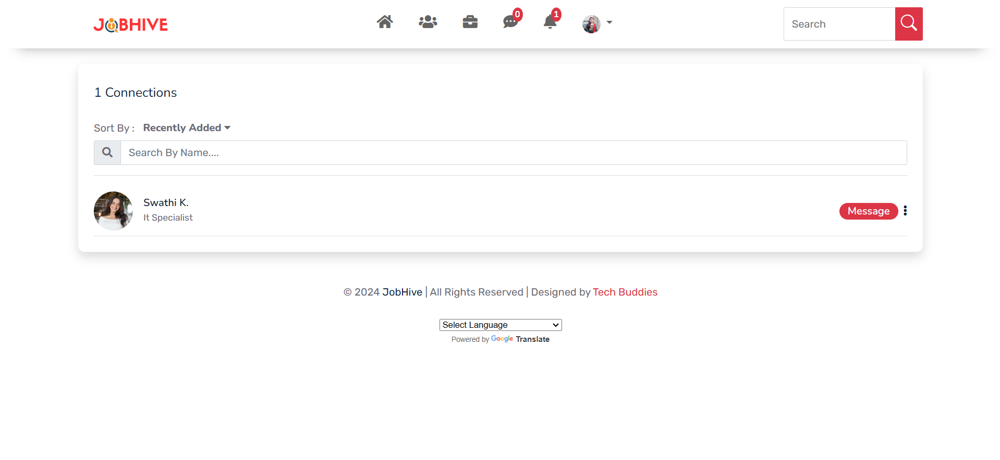 JOBHIVE
0
1
Search
1 Connections
Sort By : Recently Added
Search By Name....
Swathi K.
It Specialist
Message
© 2024 JobHive | All Rights Reserved | Designed by Tech Buddies
Select Language
Powered by Google Translate